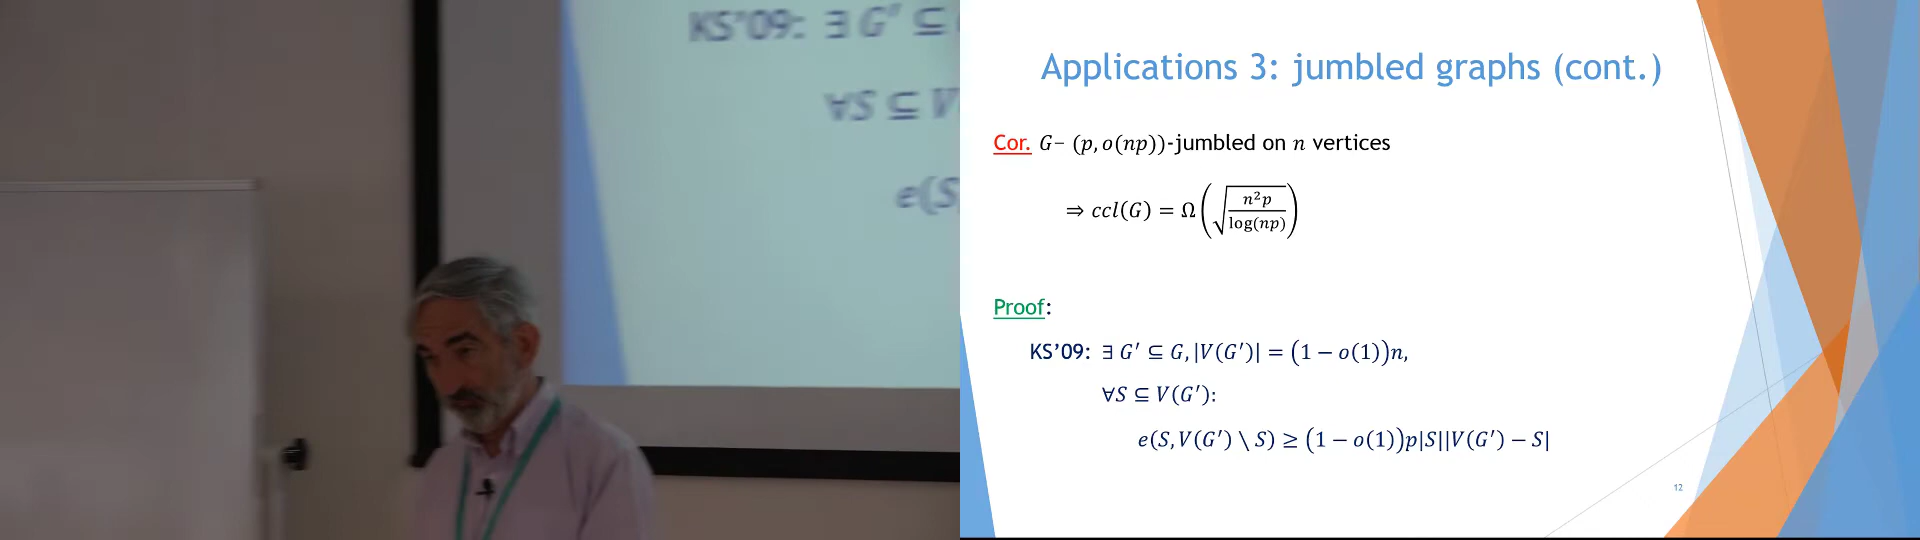 KS'09: ∃ G' ⊆
∀S ⊆ V
e(S,
Applications 3: jumbled graphs (cont.)
Cor. G− (p, o(np))-jumbled on n vertices
⇒ ccl(G) = Ω(√(n²p / log(np)))
Proof:
KS'09: ∃ G' ⊆ G, |V(G')| = (1 − o(1))n,
∀S ⊆ V(G'):
e(S, V(G') \ S) ≥ (1 − o(1))p|S||V(G') − S|
12